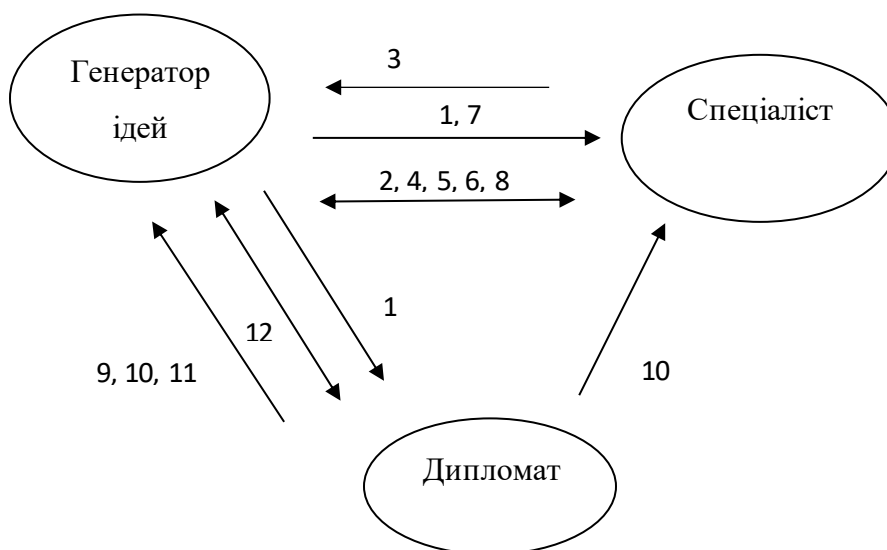 Генератор
ідей
3
1, 7
2, 4, 5, 6, 8
Спеціаліст
1
12
9, 10, 11
10
Дипломат